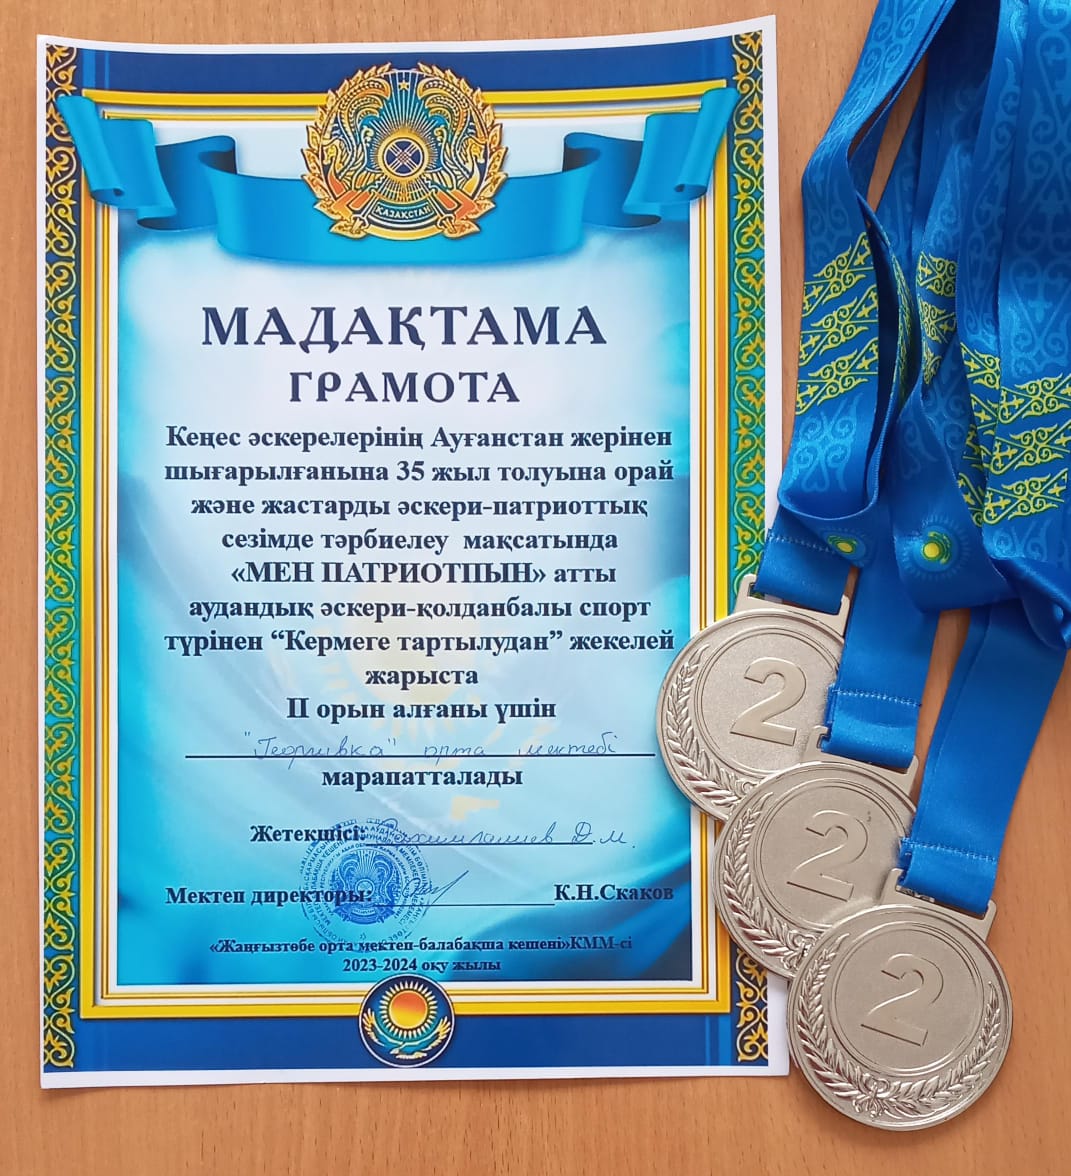 ҚАЗАҚСТАН
МАДАҚТАМА
ГРАМОТА
Кеңес әскерелерінің Ауғанстан жерінен
шығарылғанына 35 жыл толуына орай
және жастарды әскери-патриоттық
сезімде тәрбиелеу мақсатында
«МЕН ПАТРИОТПЫН» атты
аудандық әскери-қолданбалы спорт
түрінен “Кермеге тартылудан” жекелей
жарыста
II орын алғаны үшін
"Георгивка" орта мектебі
марапатталады
Жетекшісі: Д.М.
Мектеп директоры: К.Н.Скаков
«Жаңғызтөбе орта мектеп-балабақша кешені»КММ-сі
2023-2024 оқу жылы
2
2
2